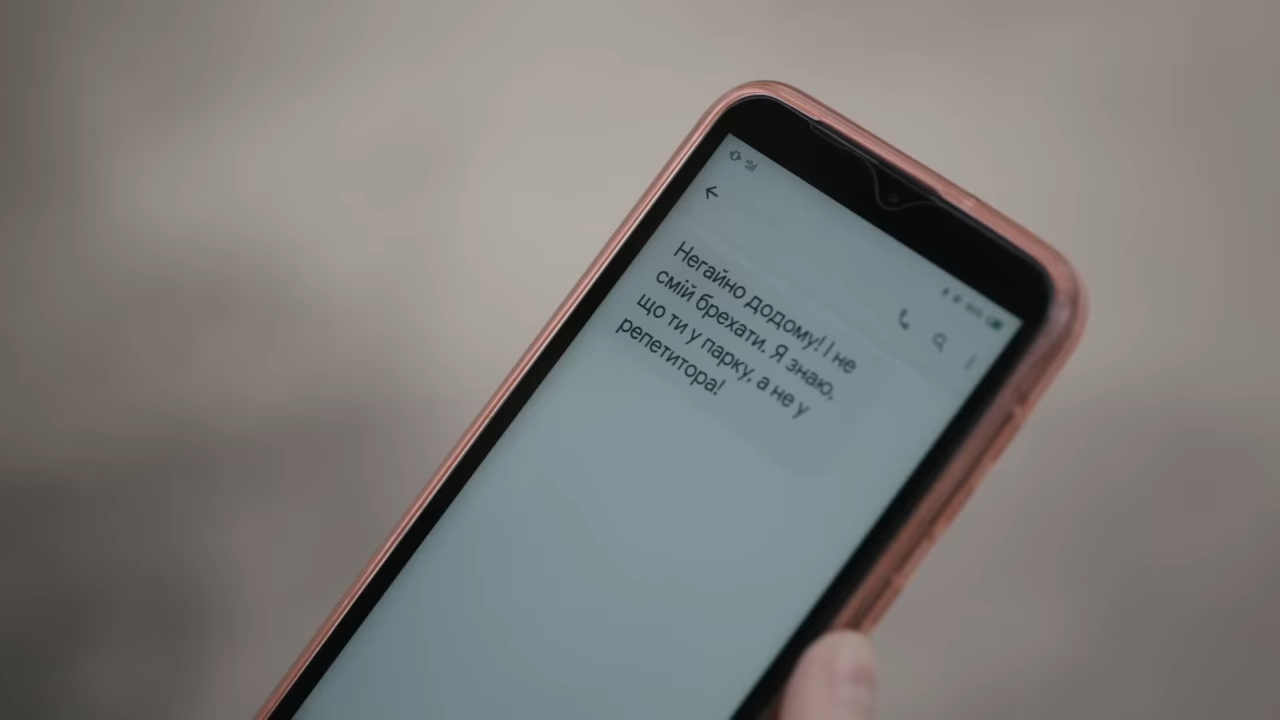 Негайно додому! І не
смій брехати. Я знаю,
що ти у парку, а не у
репетитора!